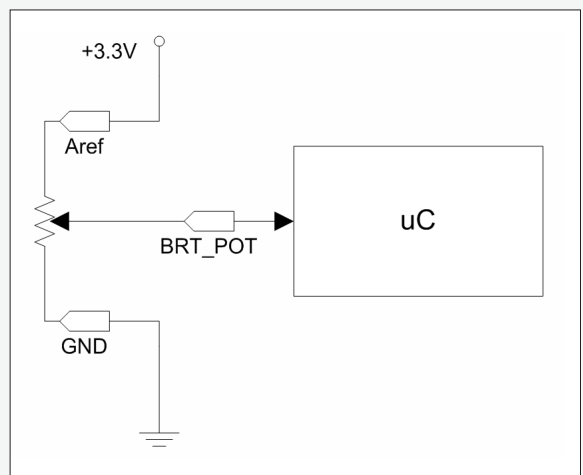 +3.3V
Aref
BRT_POT
uC
GND